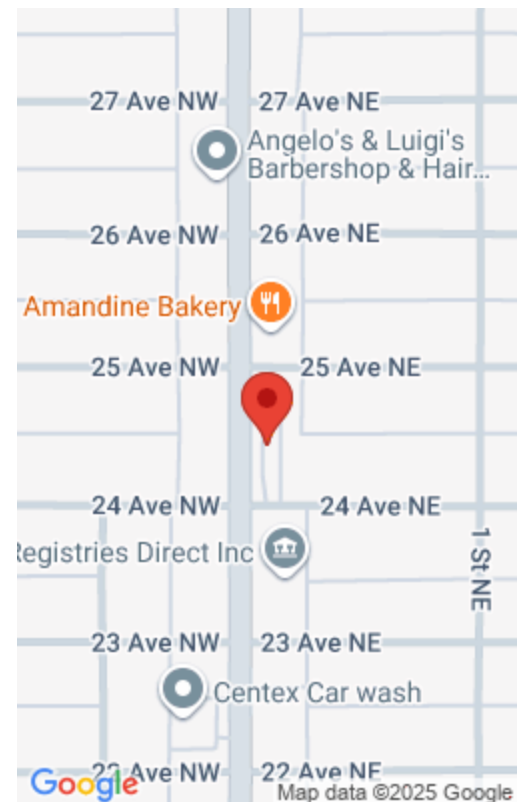 27 Ave NW
27 Ave NE
Angelo's & Luigi's
Barbershop & Hair...
26 Ave NW
26 Ave NE
Amandine Bakery
25 Ave NW
25 Ave NE
24 Ave NW
24 Ave NE
Registries Direct Inc
1 St NE
23 Ave NW
23 Ave NE
Centex Car wash
22 Ave NW
22 Ave NE
Google
Map data ©2025 Google